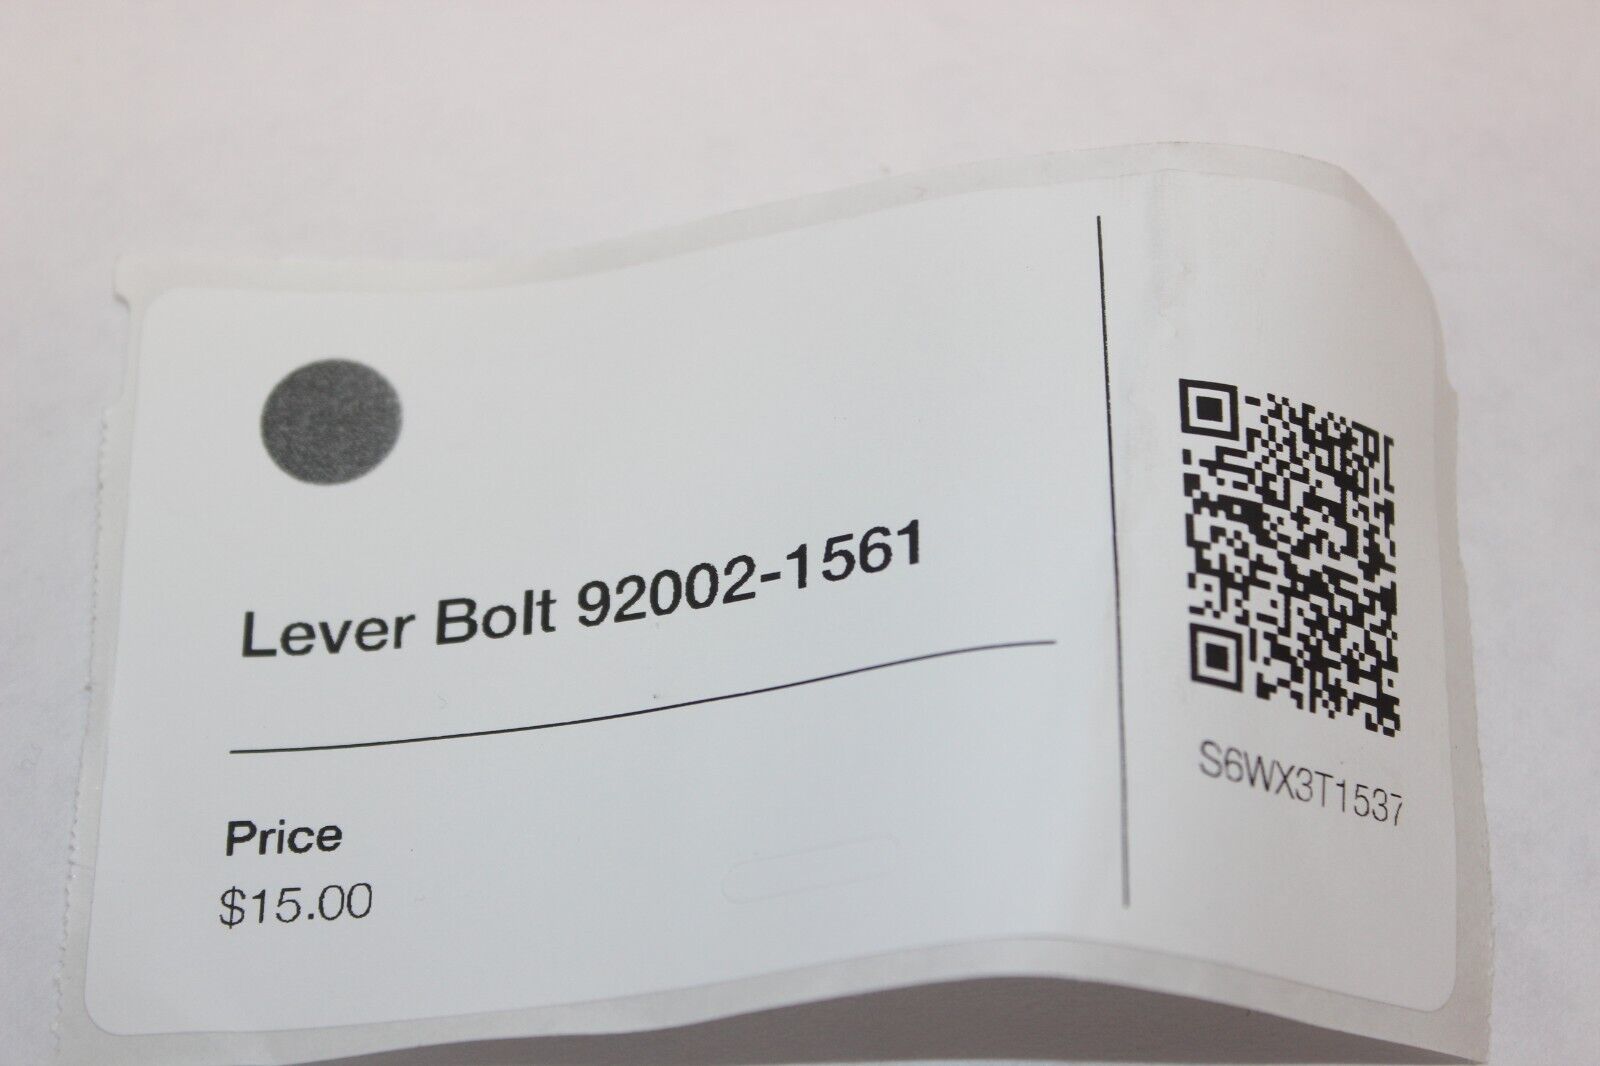 Lever Bolt 92002-1561
Price
$15.00
S6WX3T1537